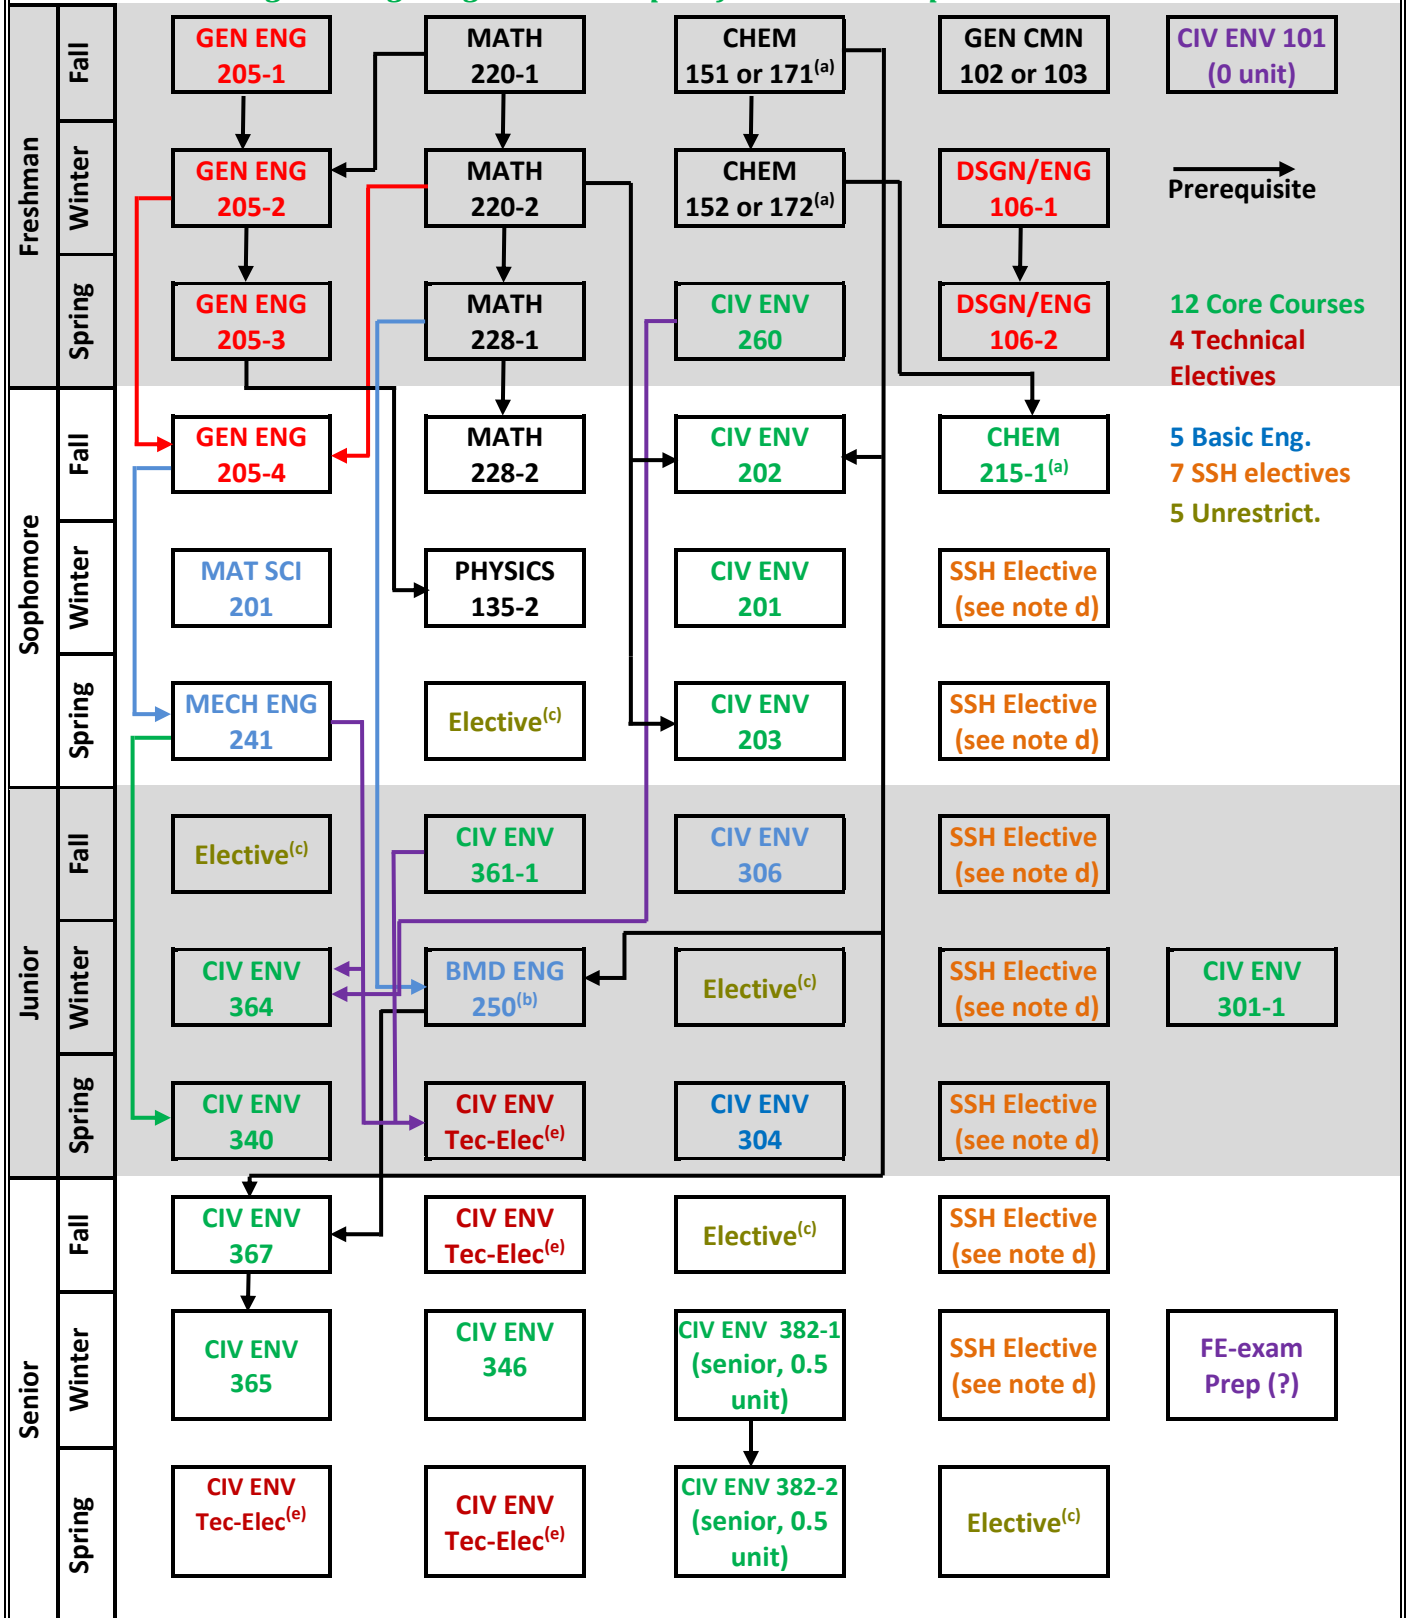 Freshman
Fall
GEN ENG
205-1
MATH
220-1
CHEM
151 or 171(a)
GEN CMN
102 or 103
CIV ENV 101
(0 unit)
Winter
GEN ENG
205-2
MATH
220-2
CHEM
152 or 172(a)
DSGN/ENG
106-1
Prerequisite
Spring
GEN ENG
205-3
MATH
228-1
CIV ENV
260
DSGN/ENG
106-2
12 Core Courses
4 Technical
Electives
Sophomore
Fall
GEN ENG
205-4
MATH
228-2
CIV ENV
202
CHEM
215-1(a)
5 Basic Eng.
7 SSH electives
5 Unrestrict.
Winter
MAT SCI
201
PHYSICS
135-2
CIV ENV
201
SSH Elective
(see note d)
Spring
MECH ENG
241
Elective(c)
CIV ENV
203
SSH Elective
(see note d)
Junior
Fall
Elective(c)
CIV ENV
361-1
CIV ENV
306
SSH Elective
(see note d)
Winter
CIV ENV
364
BMD ENG
250(b)
Elective(c)
SSH Elective
(see note d)
CIV ENV
301-1
Spring
CIV ENV
340
CIV ENV
Tec-Elec(e)
CIV ENV
304
SSH Elective
(see note d)
Senior
Fall
CIV ENV
367
CIV ENV
Tec-Elec(e)
Elective(c)
SSH Elective
(see note d)
Winter
CIV ENV
365
CIV ENV
346
CIV ENV 382-1
(senior, 0.5
unit)
SSH Elective
(see note d)
FE-exam
Prep (?)
Spring
CIV ENV
Tec-Elec(e)
CIV ENV
Tec-Elec(e)
CIV ENV 382-2
(senior, 0.5
unit)
Elective(c)